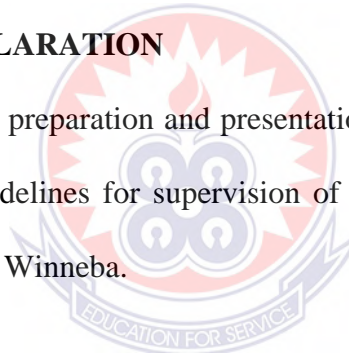 LARATION
preparation and presentatio
delines for supervision of
Winneba.
EDUCATION FOR SERVICE